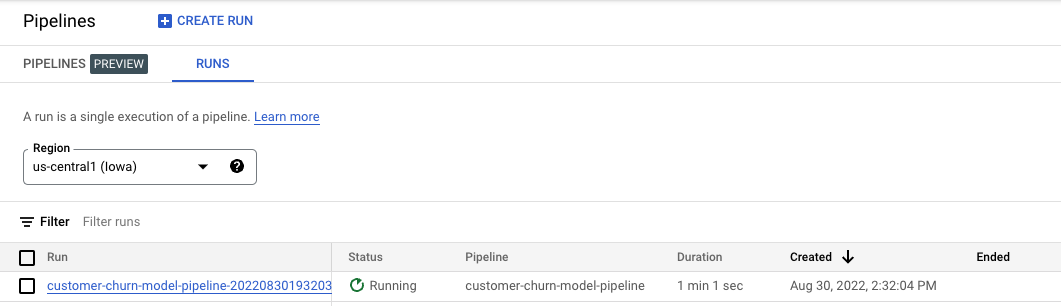 Pipelines CREATE RUN
PIPELINES PREVIEW RUNS
A run is a single execution of a pipeline. Learn more
Region
us-central1 (Iowa) ?
Filter Filter runs
Run Status Pipeline Duration Created Ended
customer-churn-model-pipeline-20220830193203 Running customer-churn-model-pipeline 1 min 1 sec Aug 30, 2022, 2:32:04 PM